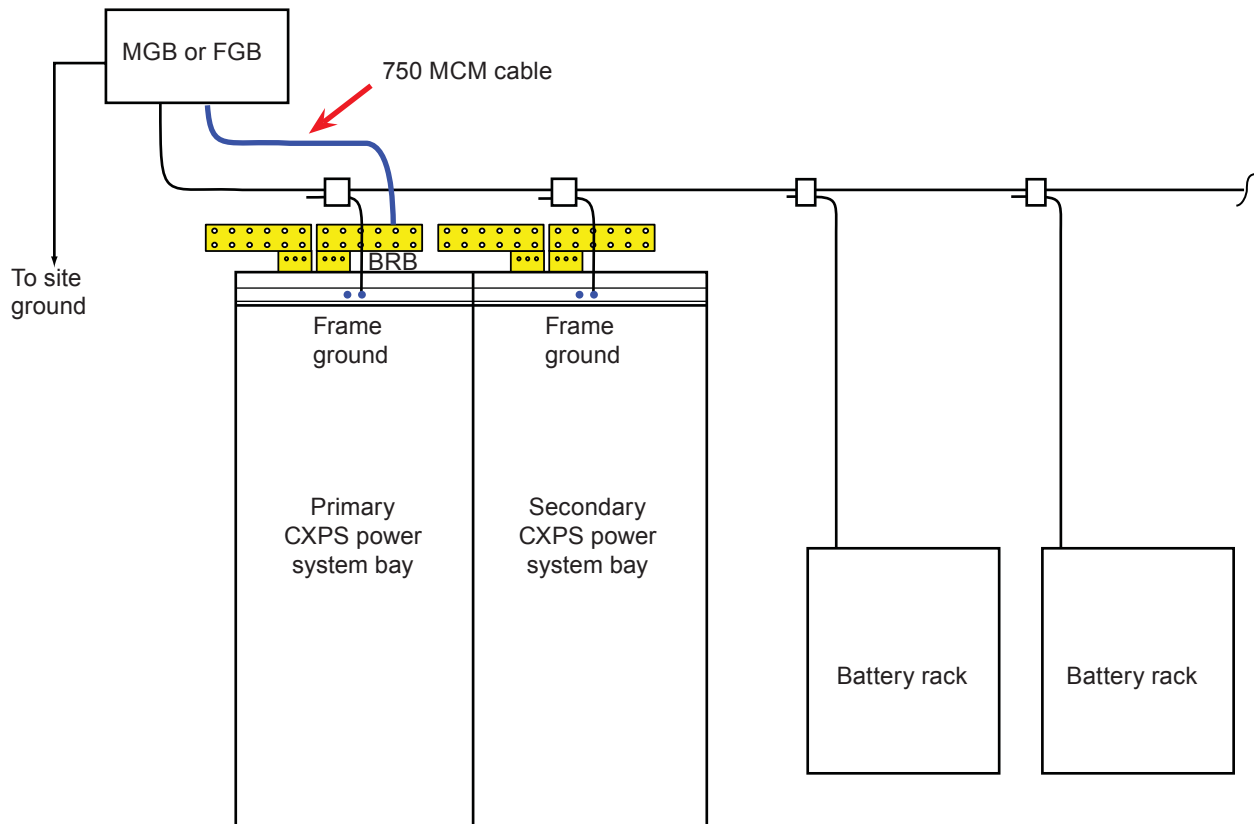 MGB or FGB
750 MCM cable
To site
ground
BRB
Frame
ground
Frame
ground
Primary
CXPS power
system bay
Secondary
CXPS power
system bay
Battery rack
Battery rack